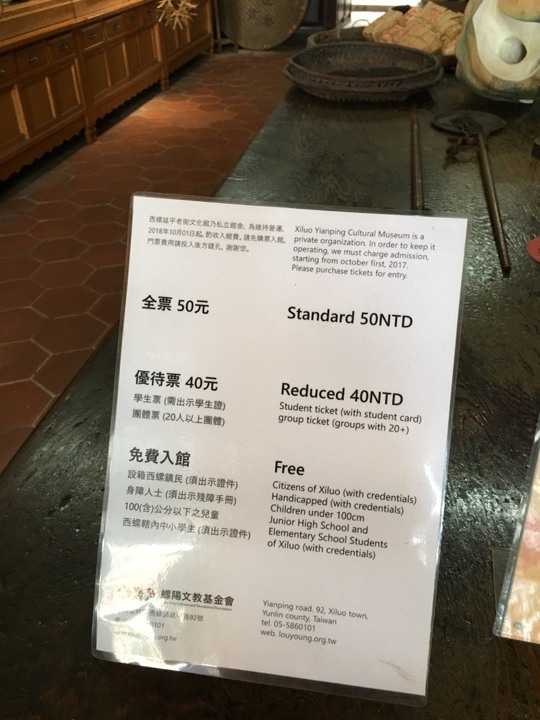 西螺延平老街文化館乃私立館舍，為維持營運，
2018年10月01日起，酌收入館費。請先購票入館。
門票費用請投入後方錢孔。謝謝您。
Xiluo Yianping Cultural Museum is a
private organization. In order to keep it
operating, we must charge admission,
starting from october first, 2017.
Please purchase tickets for entry.
全票 50元
Standard 50NTD
優待票 40元
學生票 (需出示學生證)
團體票 (20人以上團體)
Reduced 40NTD
Student ticket (with student card)
group ticket (groups with 20+)
免費入館
設籍西螺鎮民 (須出示證件)
身障人士 (須出示殘障手冊)
100(含)公分以下之兒童
西螺轄內中小學生 (須出示證件)
Free
Citizens of Xiluo (with credentials)
Handicapped (with credentials)
Children under 100cm
Junior High School and
Elementary School Students
of Xiluo (with credentials)
螺陽文教基金會
92號
0101
young.org.tw
Yianping road. 92, Xiluo town,
Yunlin county, Taiwan
tel. 05-5860101
web. louyoung.org.tw